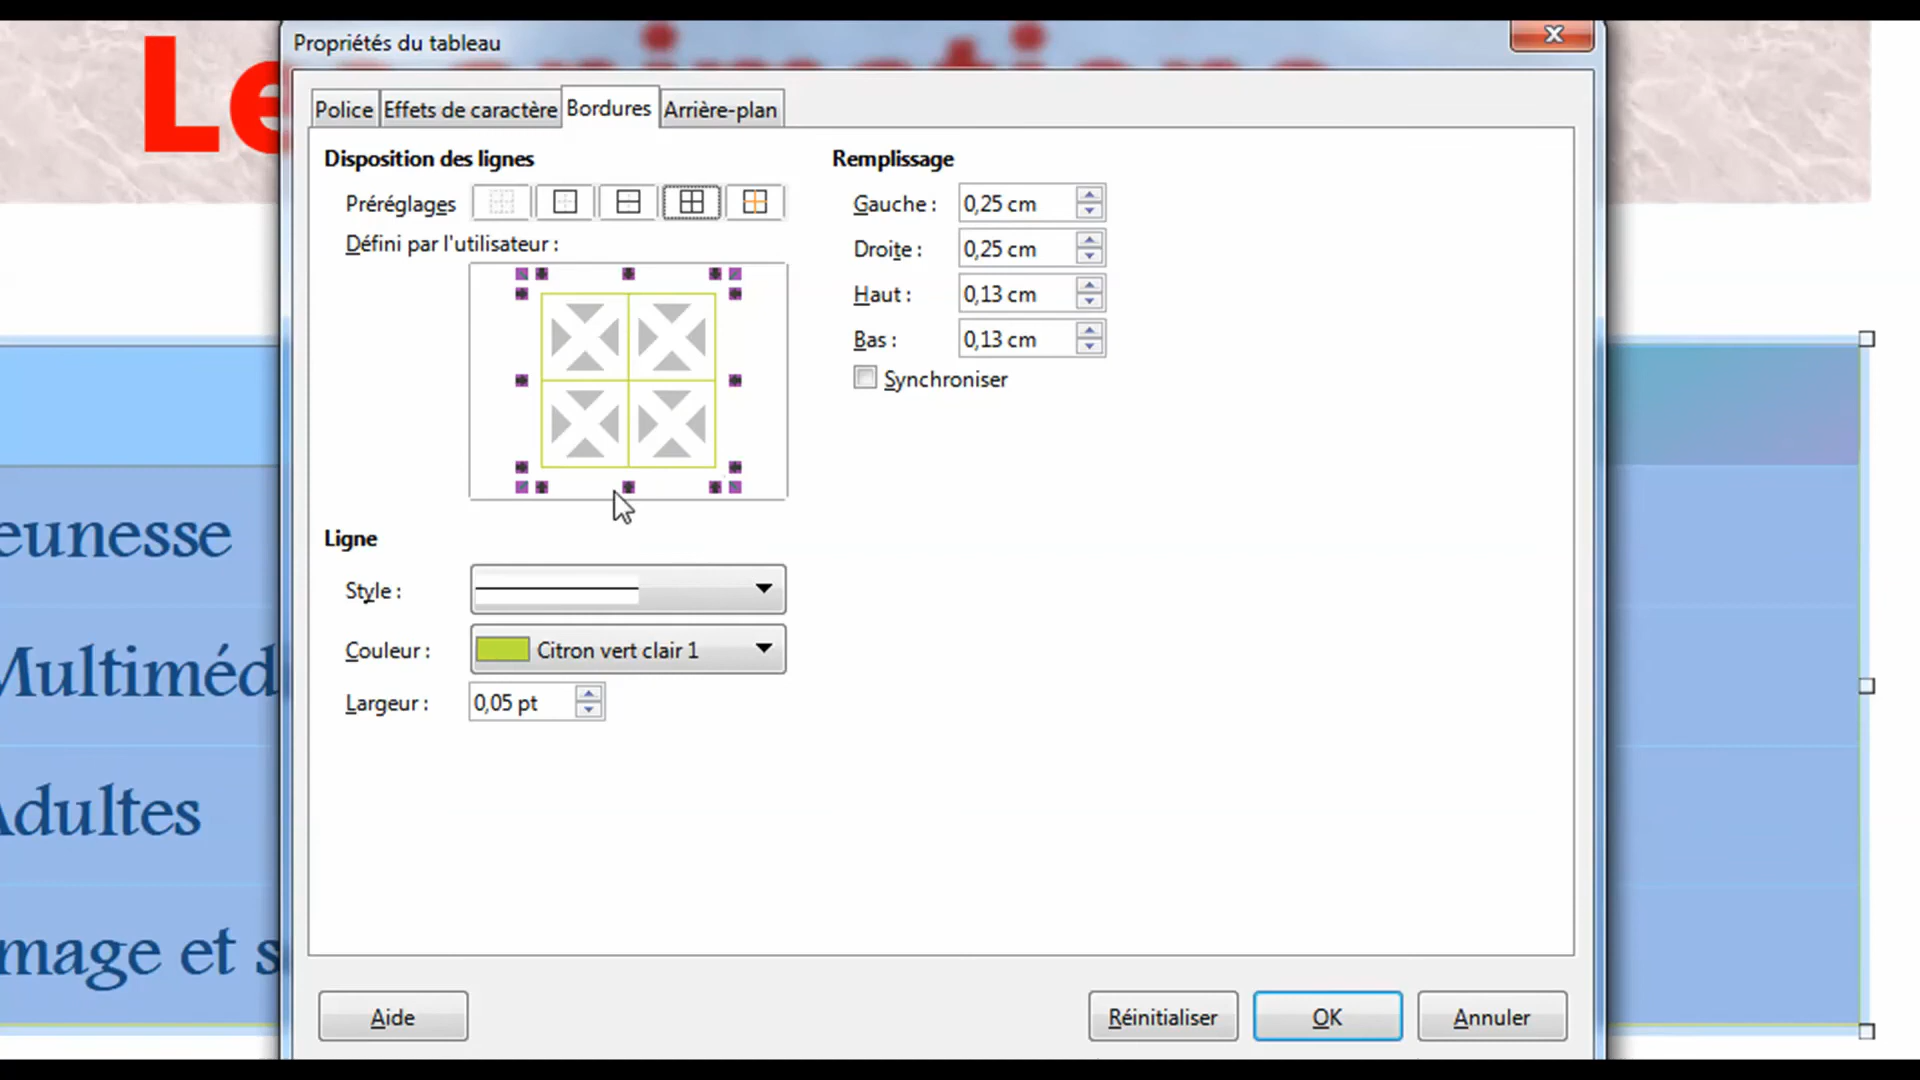 Propriétés du tableau
Le
Police Effets de caractère Bordures Arrière-plan
Disposition des lignes
Préréglages
Défini par l'utilisateur :
Remplissage
Gauche : 0,25 cm
Droite : 0,25 cm
Haut : 0,13 cm
Bas : 0,13 cm
Synchroniser
Ligne
Style :
Couleur : Citron vert clair 1
Largeur : 0,05 pt
eunesse
Multiméd
Adultes
mage et s
Aide
Réinitialiser
OK
Annuler